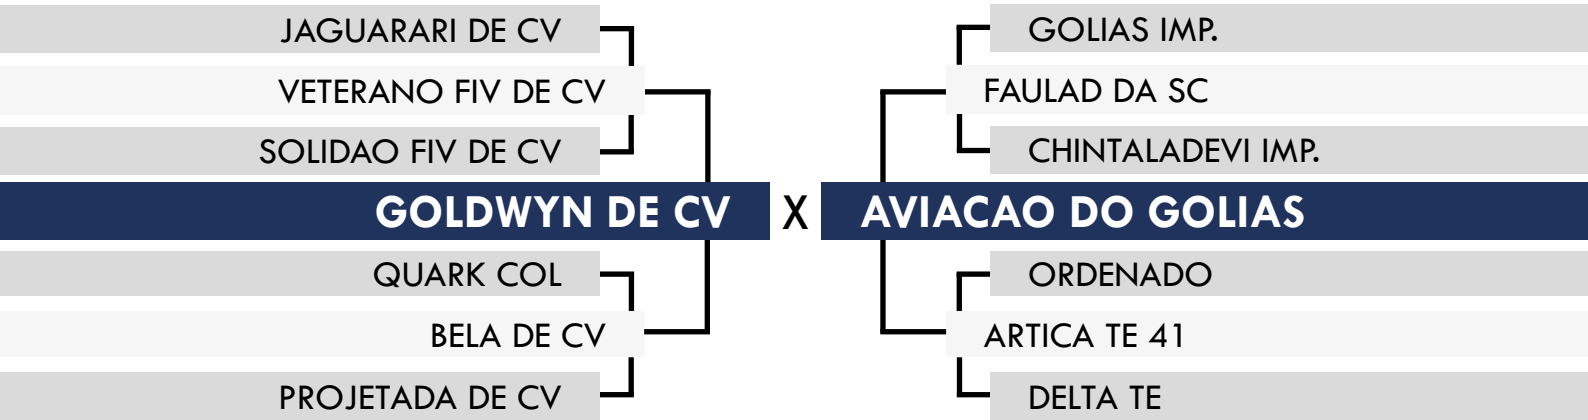 JAGUARARI DE CV
VETERANO FIV DE CV
SOLIDAO FIV DE CV
GOLDWYN DE CV
QUARK COL
BELA DE CV
PROJETADA DE CV
X
GOLIAS IMP.
FAULAD DA SC
CHINTALADEVI IMP.
AVIACAO DO GOLIAS
ORDENADO
ARTICA TE 41
DELTA TE